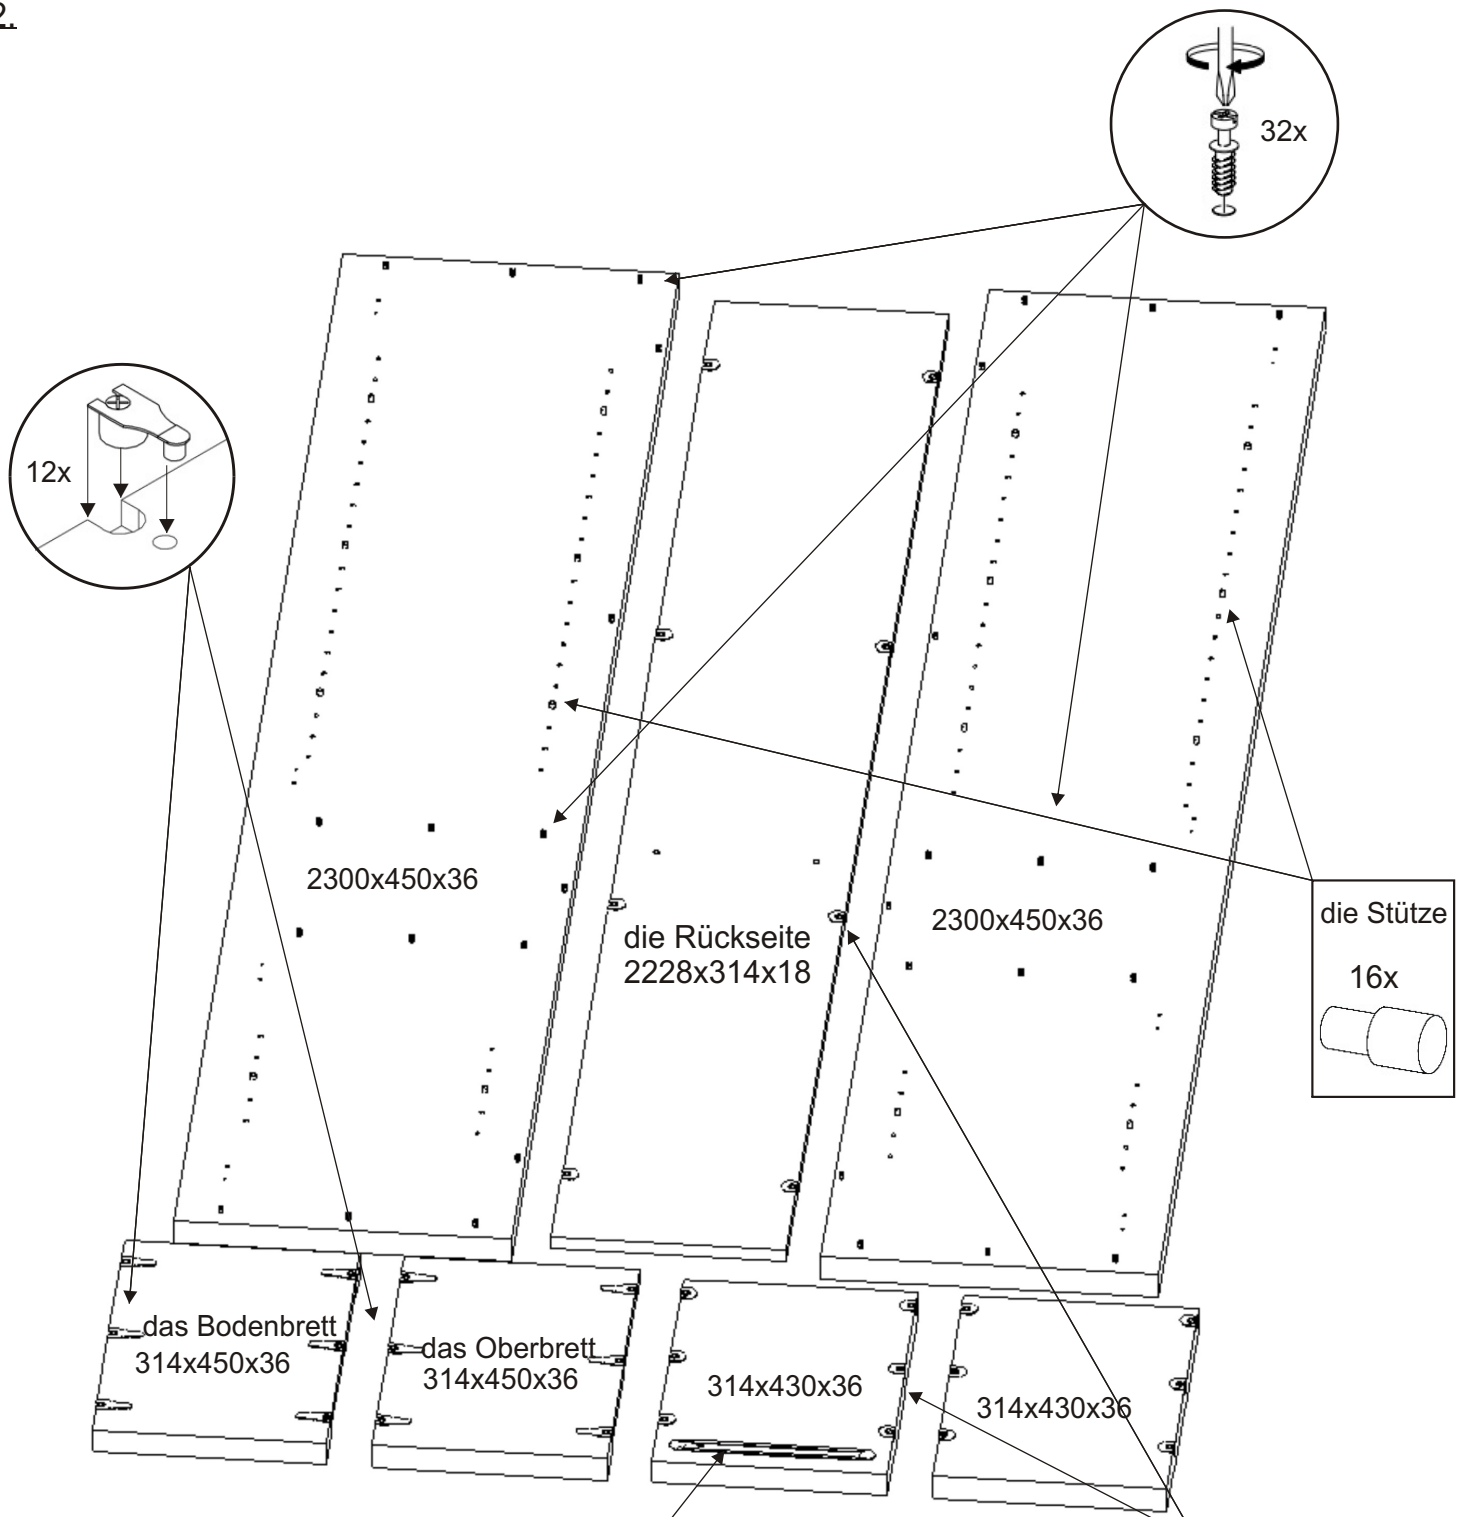 2.
32x
12x
2300x450x36
die Rückseite
2228x314x18
2300x450x36
die Stütze
16x
das Bodenbrett
314x450x36
das Oberbrett
314x450x36
314x430x36
314x430x36